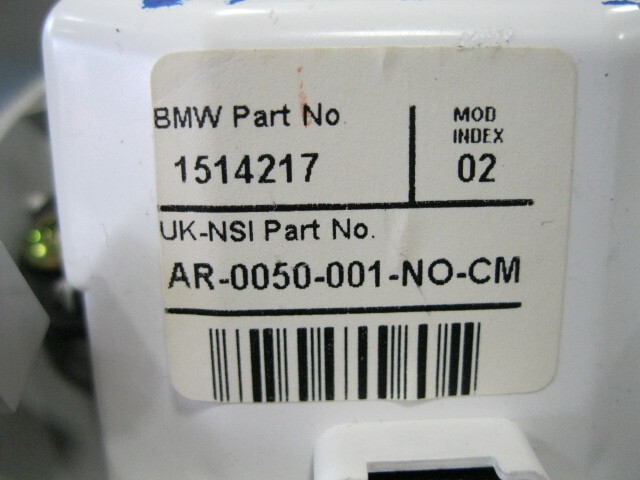 BMW Part No
MOD
INDEX
1514217
02
UK-NSI Part No.
AR-0050-001-NO-CM